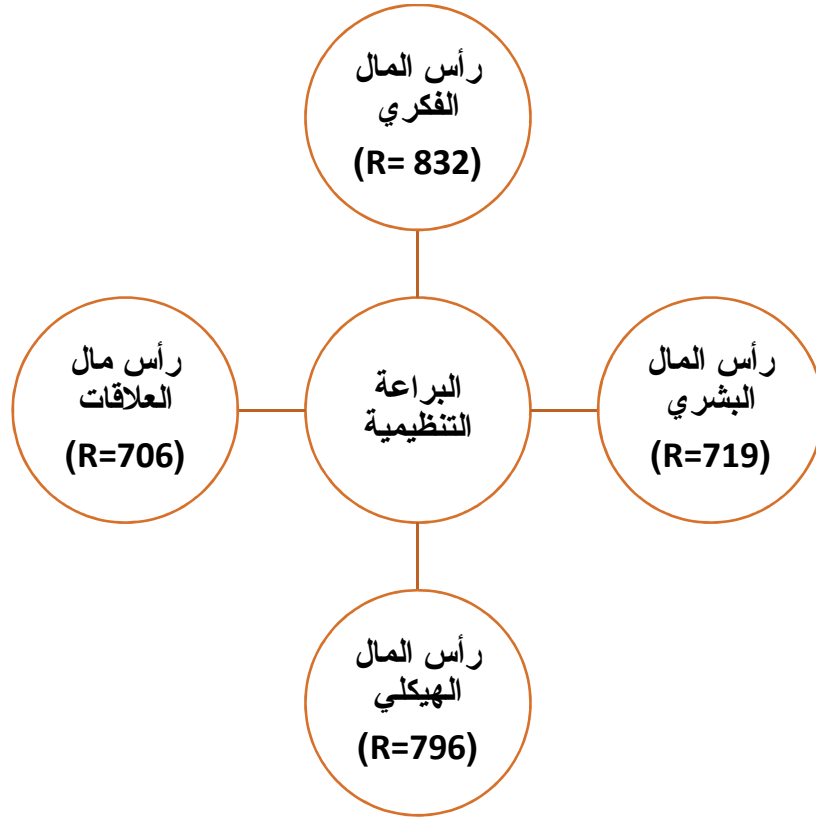 رأس المال
الفكري
(R= 832)
رأس المال
البشري
(R=719)
البراعة
التنظيمية
رأس مال
العلاقات
(R=706)
رأس المال
الهيكلي
(R=796)